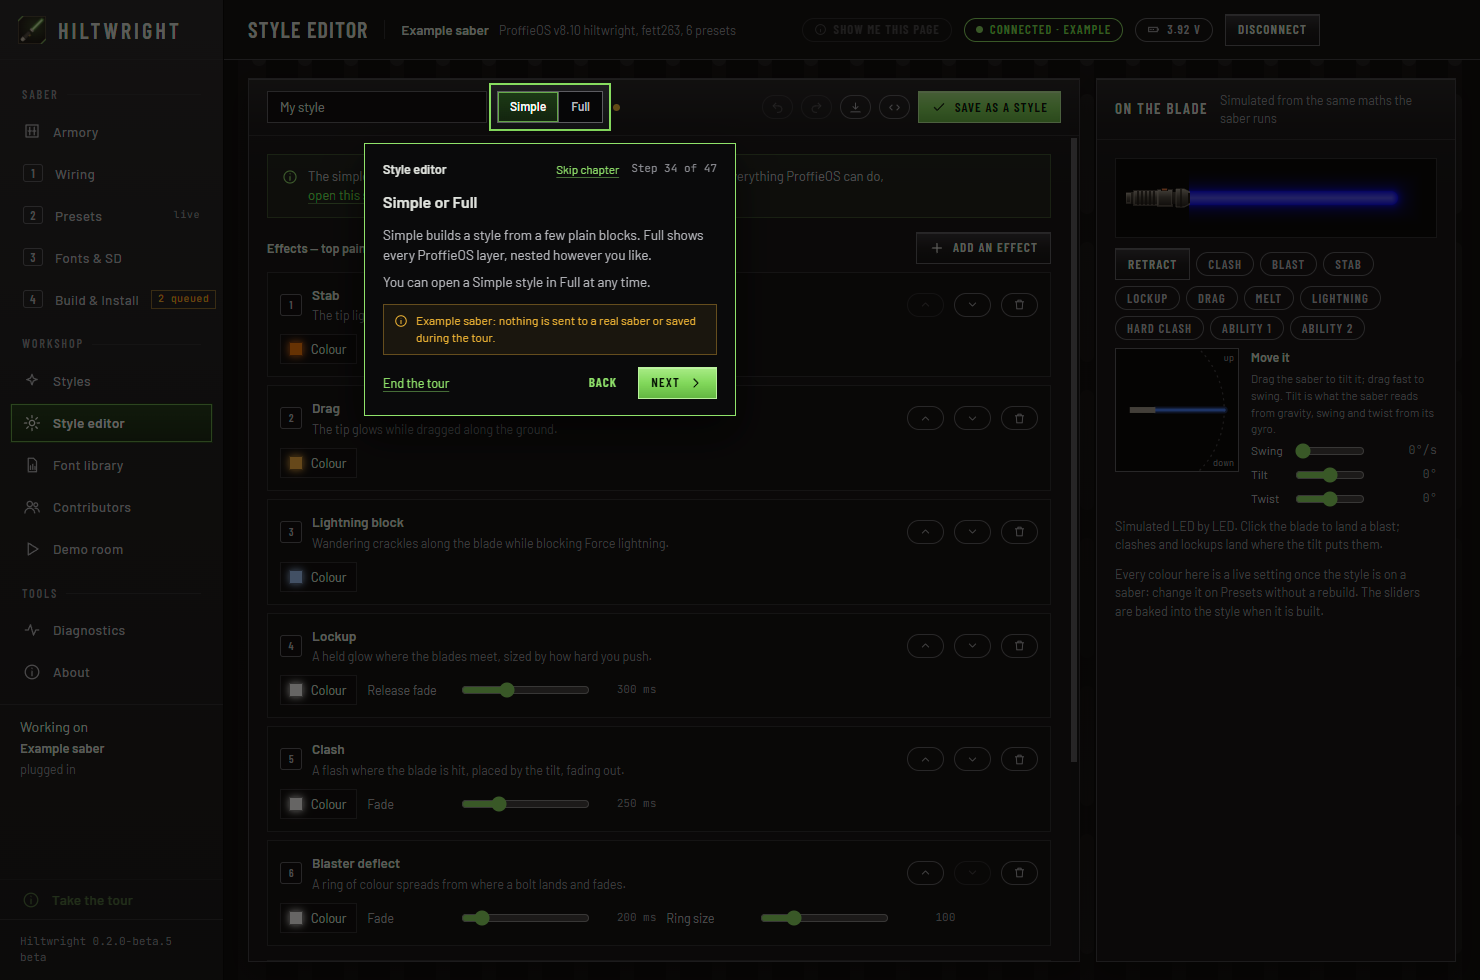 HILTWRIGHT
STYLE EDITOR
Example saber ProffieOS v8.10 hiltwright, fett263, 6 presets
SHOW ME THIS PAGE
CONNECTED · EXAMPLE
3.92 V
DISCONNECT
SABER
Armory
1 Wiring
2 Presets live
3 Fonts & SD
4 Build & Install 2 queued
WORKSHOP
Styles
Style editor
Font library
Contributors
Demo room
TOOLS
Diagnostics
About
Working on
Example saber
plugged in
Take the tour
Hiltwright 0.2.0-beta.5
beta
My style
Simple Full
SAVE AS A STYLE
The simpl
verything ProffieOS can do,
open this
Effects — top pain
ADD AN EFFECT
Style editor
Skip chapter Step 34 of 47
Simple or Full
Simple builds a style from a few plain blocks. Full shows
every ProffieOS layer, nested however you like.
You can open a Simple style in Full at any time.
Example saber: nothing is sent to a real saber or saved
during the tour.
End the tour BACK NEXT
1 Stab
The tip lig
Colour
2 Drag
The tip glows while dragged along the ground.
Colour
3 Lightning block
Wandering crackles along the blade while blocking Force lightning.
Colour
4 Lockup
A held glow where the blades meet, sized by how hard you push.
Colour Release fade 300 ms
5 Clash
A flash where the blade is hit, placed by the tilt, fading out.
Colour Fade 250 ms
6 Blaster deflect
A ring of colour spreads from where a bolt lands and fades.
Colour Fade 200 ms Ring size 100
ON THE BLADE
Simulated from the same maths the
saber runs
RETRACT CLASH BLAST STAB
LOCKUP DRAG MELT LIGHTNING
HARD CLASH ABILITY 1 ABILITY 2
up
down
Move it
Drag the saber to tilt it; drag fast to
swing. Tilt is what the saber reads
from gravity, swing and twist from its
gyro.
Swing 0°/s
Tilt 0°
Twist 0°
Simulated LED by LED. Click the blade to land a blast;
clashes and lockups land where the tilt puts them.
Every colour here is a live setting once the style is on a
saber: change it on Presets without a rebuild. The sliders
are baked into the style when it is built.